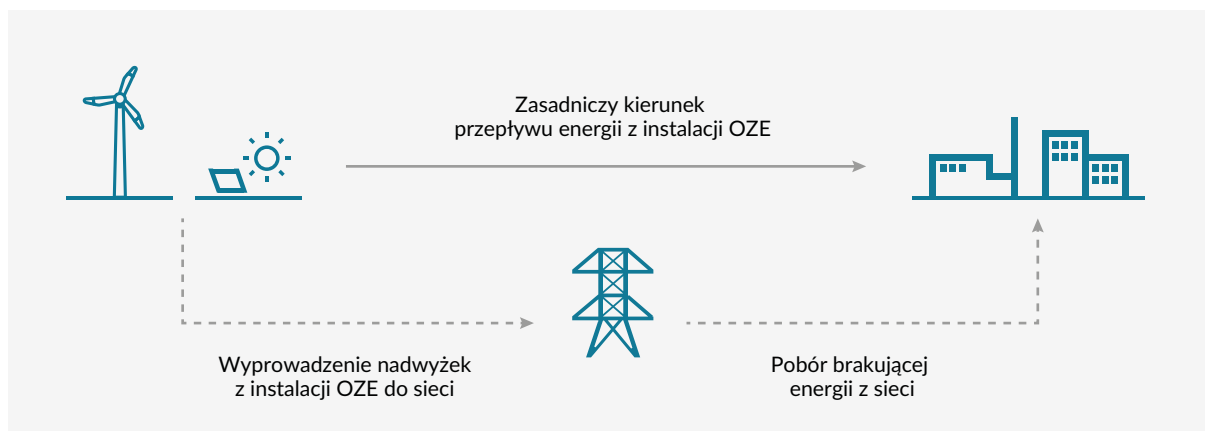 Zasadniczy kierunek
przepływu energii z instalacji OZE
Wyprowadzenie nadwyżek
z instalacji OZE do sieci
Pobór brakującej
energii z sieci